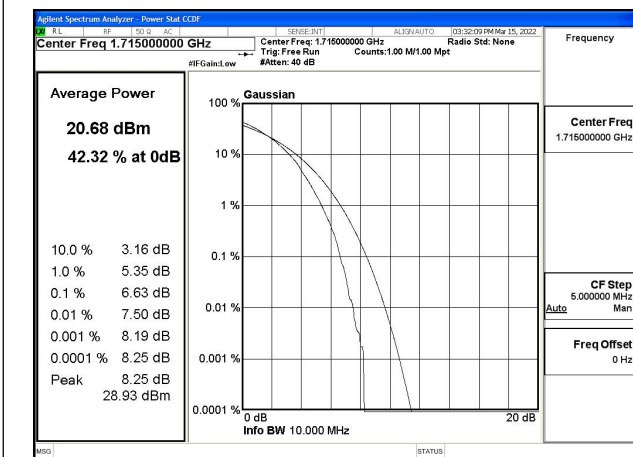 Agilent Spectrum Analyzer - Power Stat CCDF
LXI RL RF 50 Ω AC SENSE:INT ALIGN AUTO 03:32:09 PM Mar 15, 2022
Center Freq 1.715000000 GHz
Center Freq: 1.715000000 GHz Radio Std: None
Trig: Free Run Counts:1.00 M/1.00 Mpt
#IFGain:Low #Atten: 40 dB
Frequency
Average Power
20.68 dBm
42.32 % at 0dB
10.0 % 3.16 dB
1.0 % 5.35 dB
0.1 % 6.63 dB
0.01 % 7.50 dB
0.001 % 8.19 dB
0.0001 % 8.25 dB
Peak 8.25 dB
28.93 dBm
Gaussian
100 %
10 %
1 %
0.1 %
0.01 %
0.001 %
0.0001 %
0 dB 20 dB
Info BW 10.000 MHz
Center Freq
1.715000000 GHz
CF Step
5.000000 MHz
Auto Man
Freq Offset
0 Hz
MSG STATUS